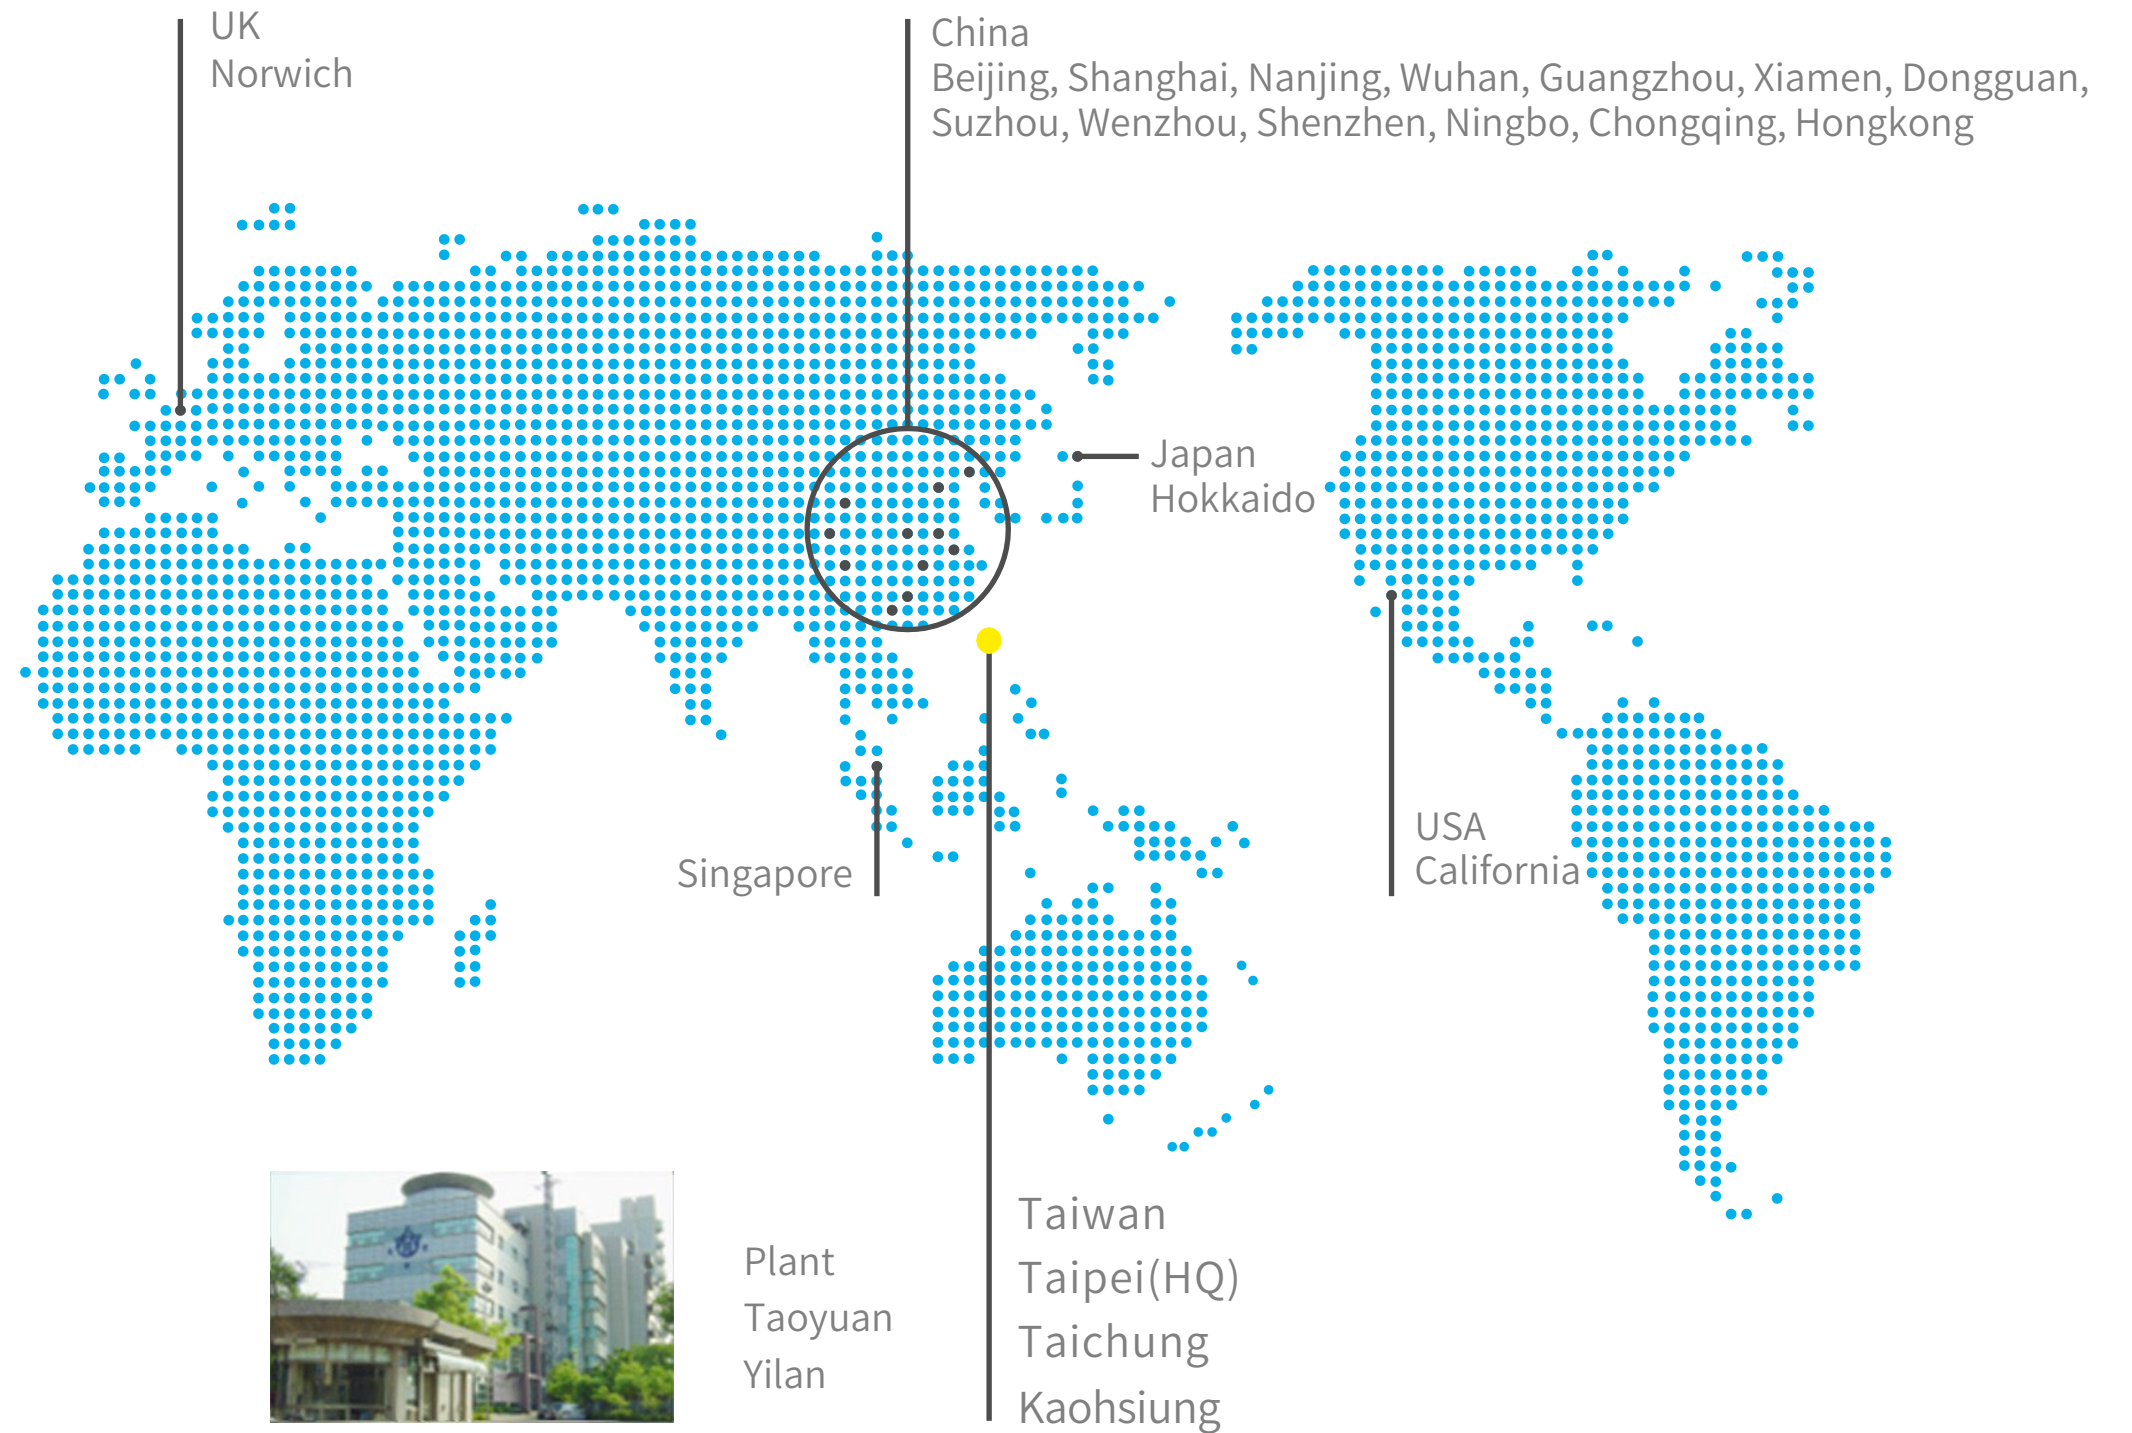 UK
Norwich
China
Beijing, Shanghai, Nanjing, Wuhan, Guangzhou, Xiamen, Dongguan,
Suzhou, Wenzhou, Shenzhen, Ningbo, Chongqing, Hongkong
Japan
Hokkaido
USA
California
Singapore
Taiwan
Taipei(HQ)
Taichung
Kaohsiung
Plant
Taoyuan
Yilan